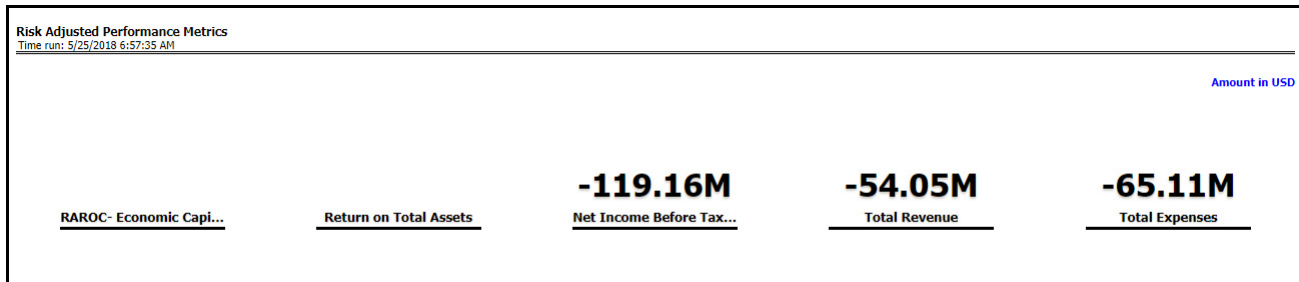 Risk Adjusted Performance Metrics
Time run: 5/25/2018 6:57:35 AM
Amount in USD
-119.16M -54.05M -65.11M
RAROC- Economic Capi... Return on Total Assets Net Income Before Tax... Total Revenue Total Expenses